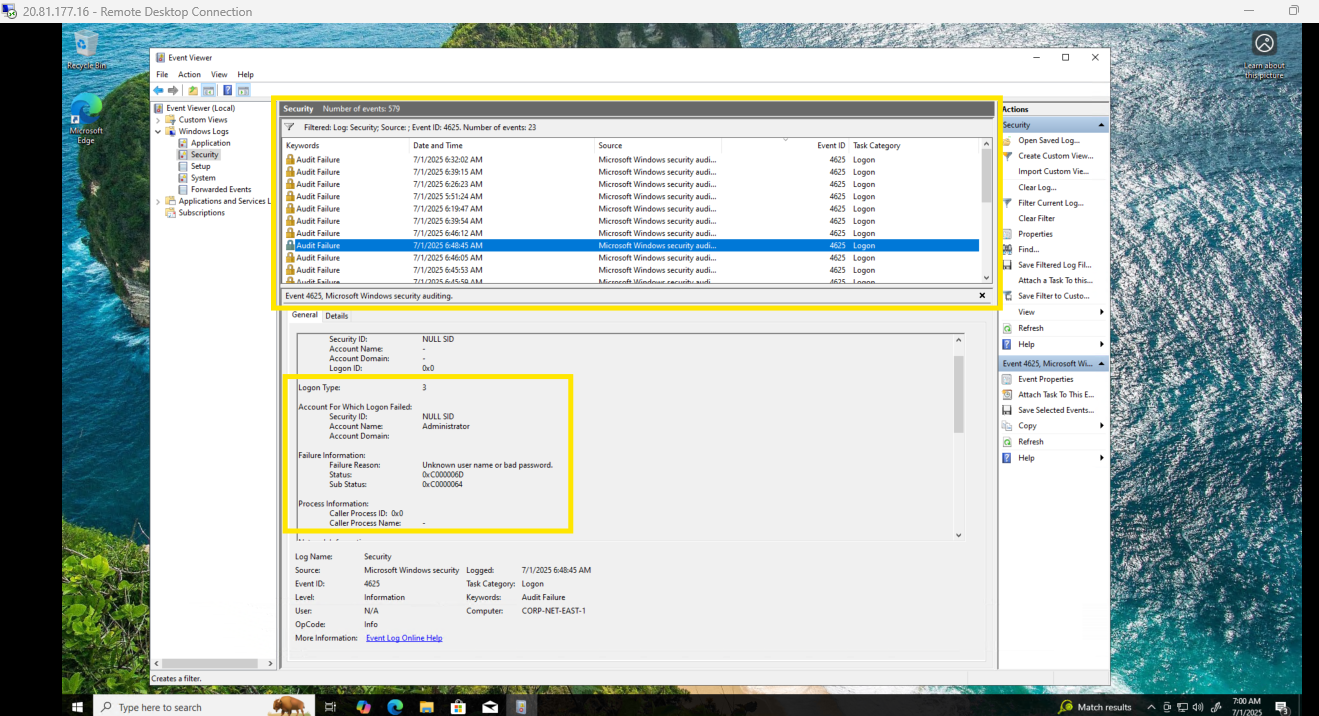 20.81.177.16 - Remote Desktop Connection
Recycle Bin
Microsoft
Edge
Learn about
this picture
Event Viewer
File Action View Help
Event Viewer (Local)
Custom Views
Windows Logs
Application
Security
Setup
System
Forwarded Events
Applications and Services L
Subscriptions
Security Number of events: 579
Filtered: Log: Security; Source: ; Event ID: 4625. Number of events: 23
Keywords Date and Time Source Event ID Task Category
Audit Failure 7/1/2025 6:32:02 AM Microsoft Windows security audi... 4625 Logon
Audit Failure 7/1/2025 6:39:15 AM Microsoft Windows security audi... 4625 Logon
Audit Failure 7/1/2025 6:26:23 AM Microsoft Windows security audi... 4625 Logon
Audit Failure 7/1/2025 5:51:24 AM Microsoft Windows security audi... 4625 Logon
Audit Failure 7/1/2025 6:19:47 AM Microsoft Windows security audi... 4625 Logon
Audit Failure 7/1/2025 6:39:54 AM Microsoft Windows security audi... 4625 Logon
Audit Failure 7/1/2025 6:46:12 AM Microsoft Windows security audi... 4625 Logon
Audit Failure 7/1/2025 6:48:45 AM Microsoft Windows security audi... 4625 Logon
Audit Failure 7/1/2025 6:46:05 AM Microsoft Windows security audi... 4625 Logon
Audit Failure 7/1/2025 6:45:53 AM Microsoft Windows security audi... 4625 Logon
Audit Failure 7/1/2025 6:45:59 AM Microsoft Windows security audi... 4625 Logon
Event 4625, Microsoft Windows security auditing.
General Details
Security ID: NULL SID
Account Name: -
Account Domain: -
Logon ID: 0x0
Logon Type: 3
Account For Which Logon Failed:
Security ID: NULL SID
Account Name: Administrator
Account Domain:
Failure Information:
Failure Reason: Unknown user name or bad password.
Status: 0xC000006D
Sub Status: 0xC0000064
Process Information:
Caller Process ID: 0x0
Caller Process Name: -
Log Name: Security
Source: Microsoft Windows security Logged: 7/1/2025 6:48:45 AM
Event ID: 4625 Task Category: Logon
Level: Information Keywords: Audit Failure
User: N/A Computer: CORP-NET-EAST-1
OpCode: Info
More Information: Event Log Online Help
Actions
Security
Open Saved Log...
Create Custom View...
Import Custom Vie...
Clear Log...
Filter Current Log...
Clear Filter
Properties
Find...
Save Filtered Log Fil...
Attach a Task To this...
Save Filter to Custo...
View
Refresh
Help
Event 4625, Microsoft Wi...
Event Properties
Attach Task To This E...
Save Selected Events...
Copy
Refresh
Help
Creates a filter.
Type here to search
Match results
7:00 AM
7/1/2025
3